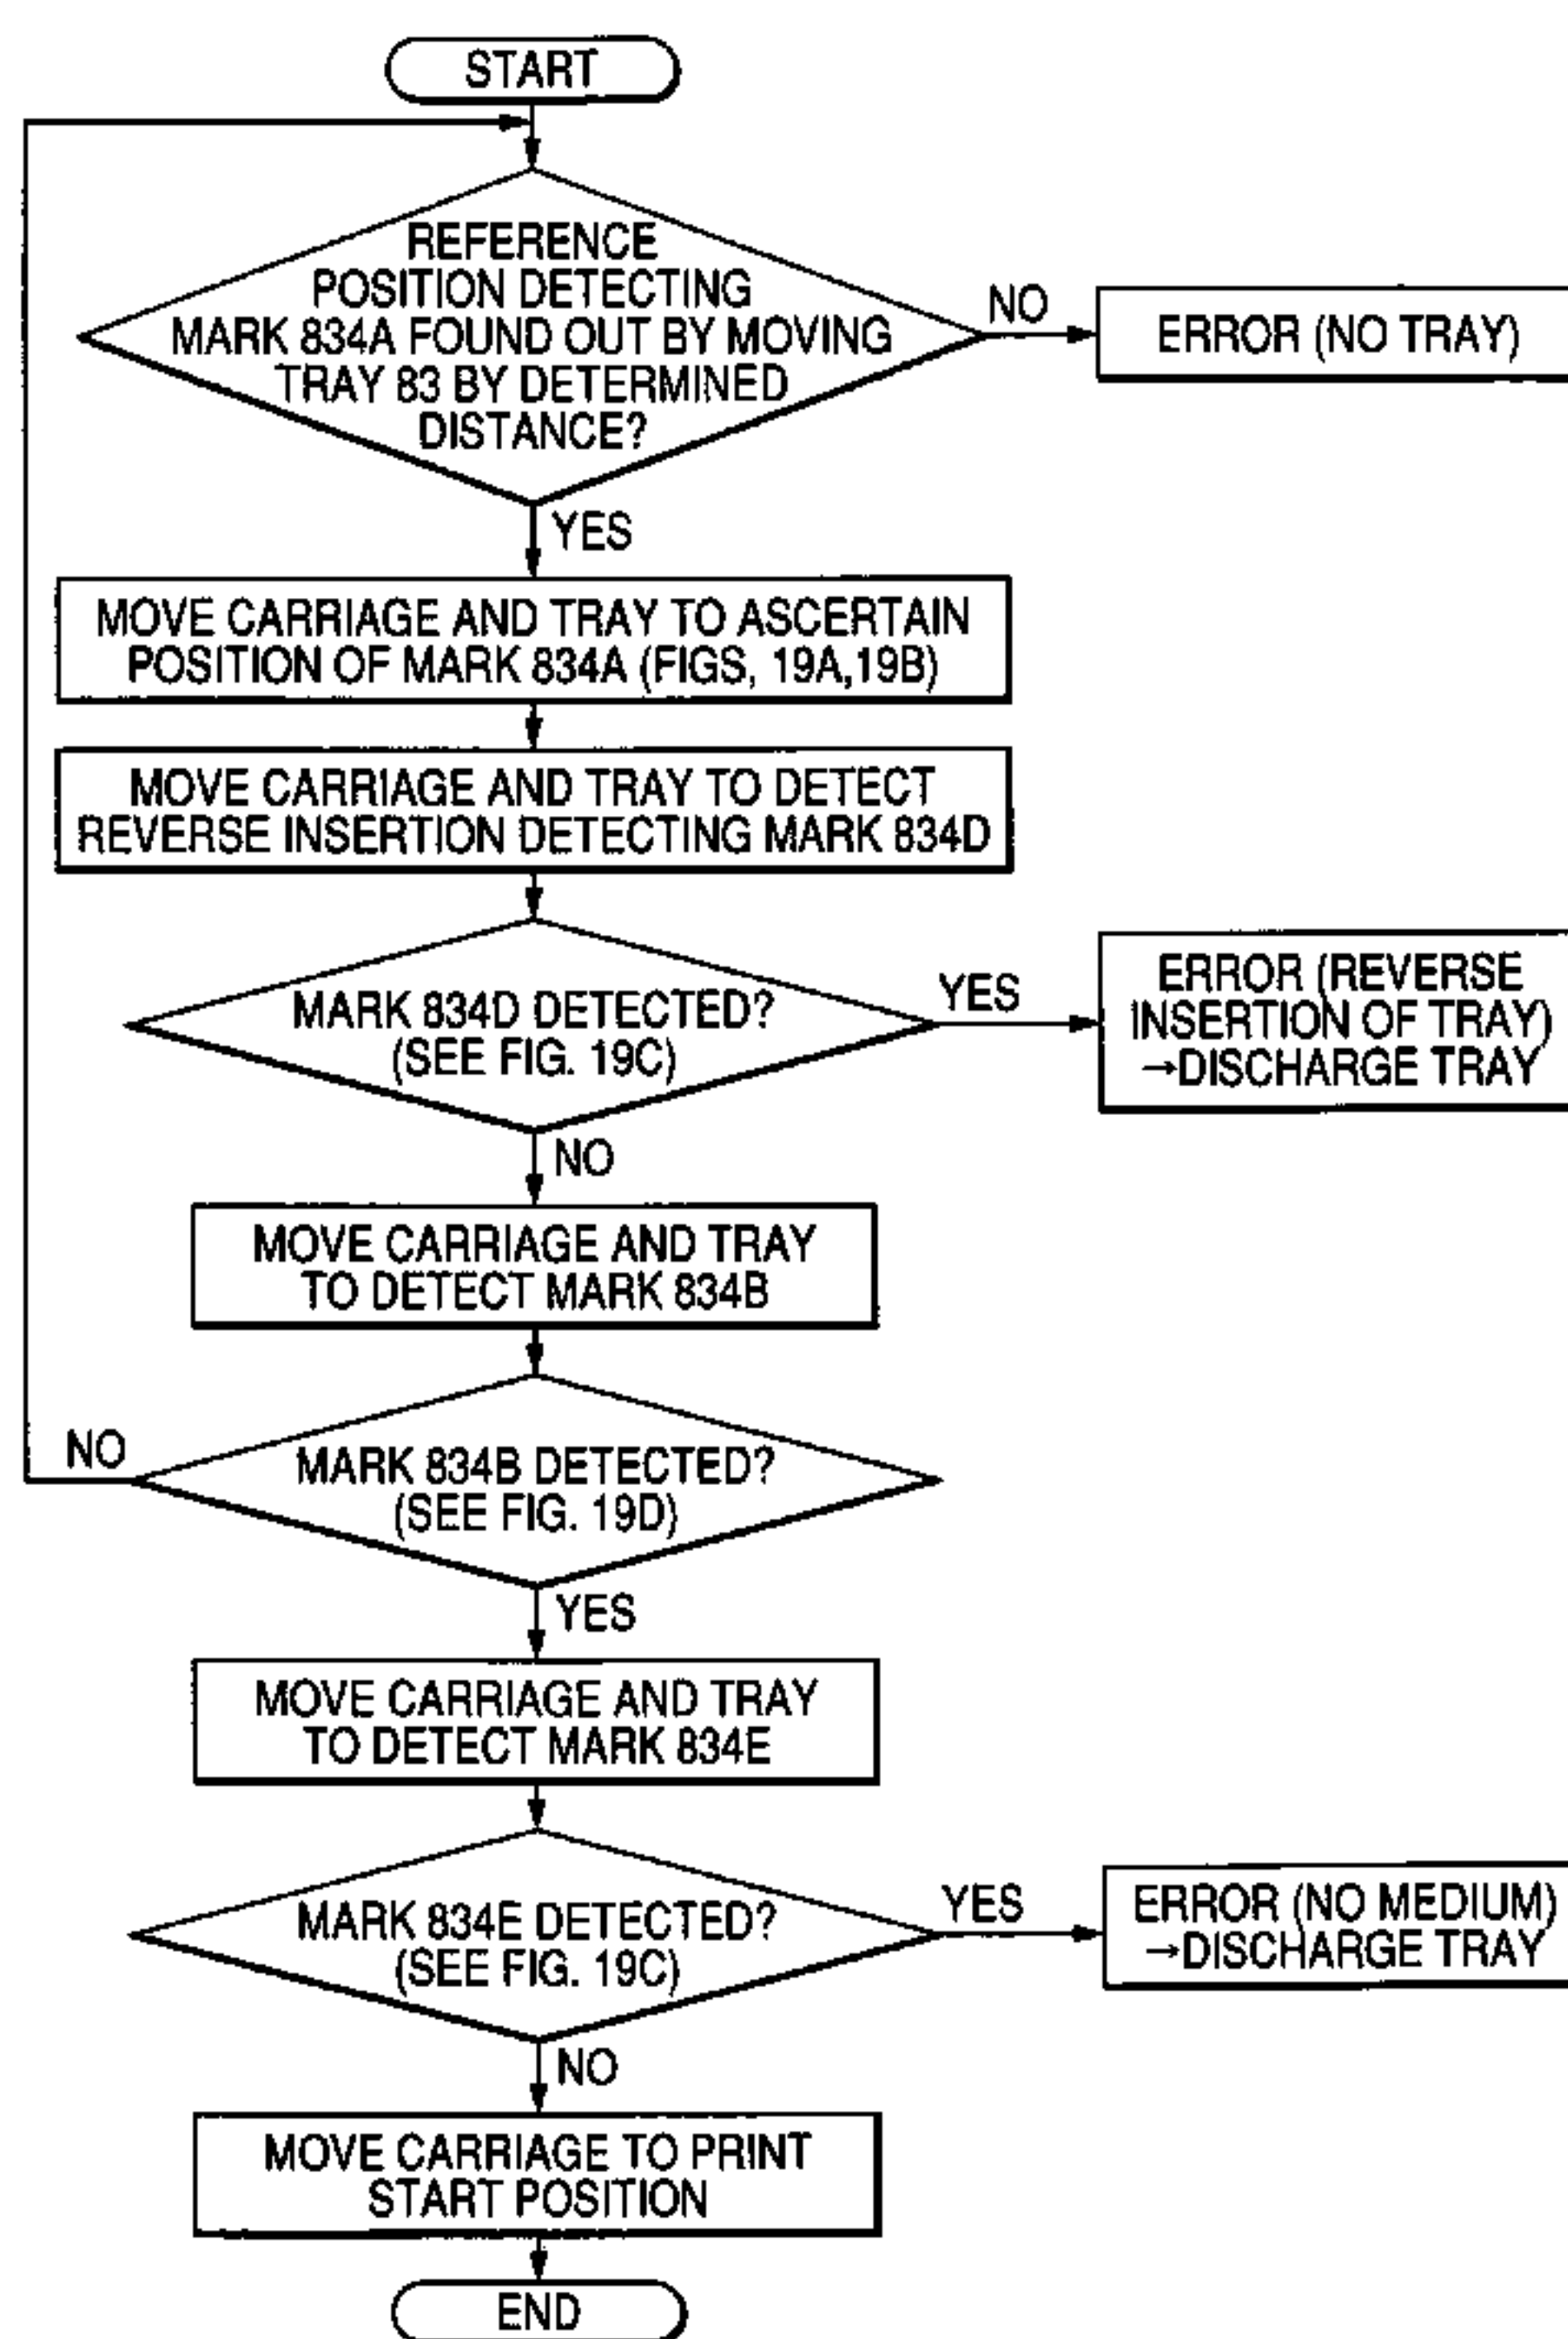 START
REFERENCE
POSITION DETECTING
MARK 834A FOUND OUT BY MOVING
TRAY 83 BY DETERMINED
DISTANCE?
NO
ERROR (NO TRAY)
YES
MOVE CARRIAGE AND TRAY TO ASCERTAIN
POSITION OF MARK 834A (FIGS, 19A,19B)
MOVE CARRIAGE AND TRAY TO DETECT
REVERSE INSERTION DETECTING MARK 834D
MARK 834D DETECTED?
(SEE FIG. 19C)
YES
ERROR (REVERSE
INSERTION OF TRAY)
→DISCHARGE TRAY
NO
MOVE CARRIAGE AND TRAY
TO DETECT MARK 834B
NO
MARK 834B DETECTED?
(SEE FIG. 19D)
YES
MOVE CARRIAGE AND TRAY
TO DETECT MARK 834E
MARK 834E DETECTED?
(SEE FIG. 19C)
YES
ERROR (NO MEDIUM)
→DISCHARGE TRAY
NO
MOVE CARRIAGE TO PRINT
START POSITION
END